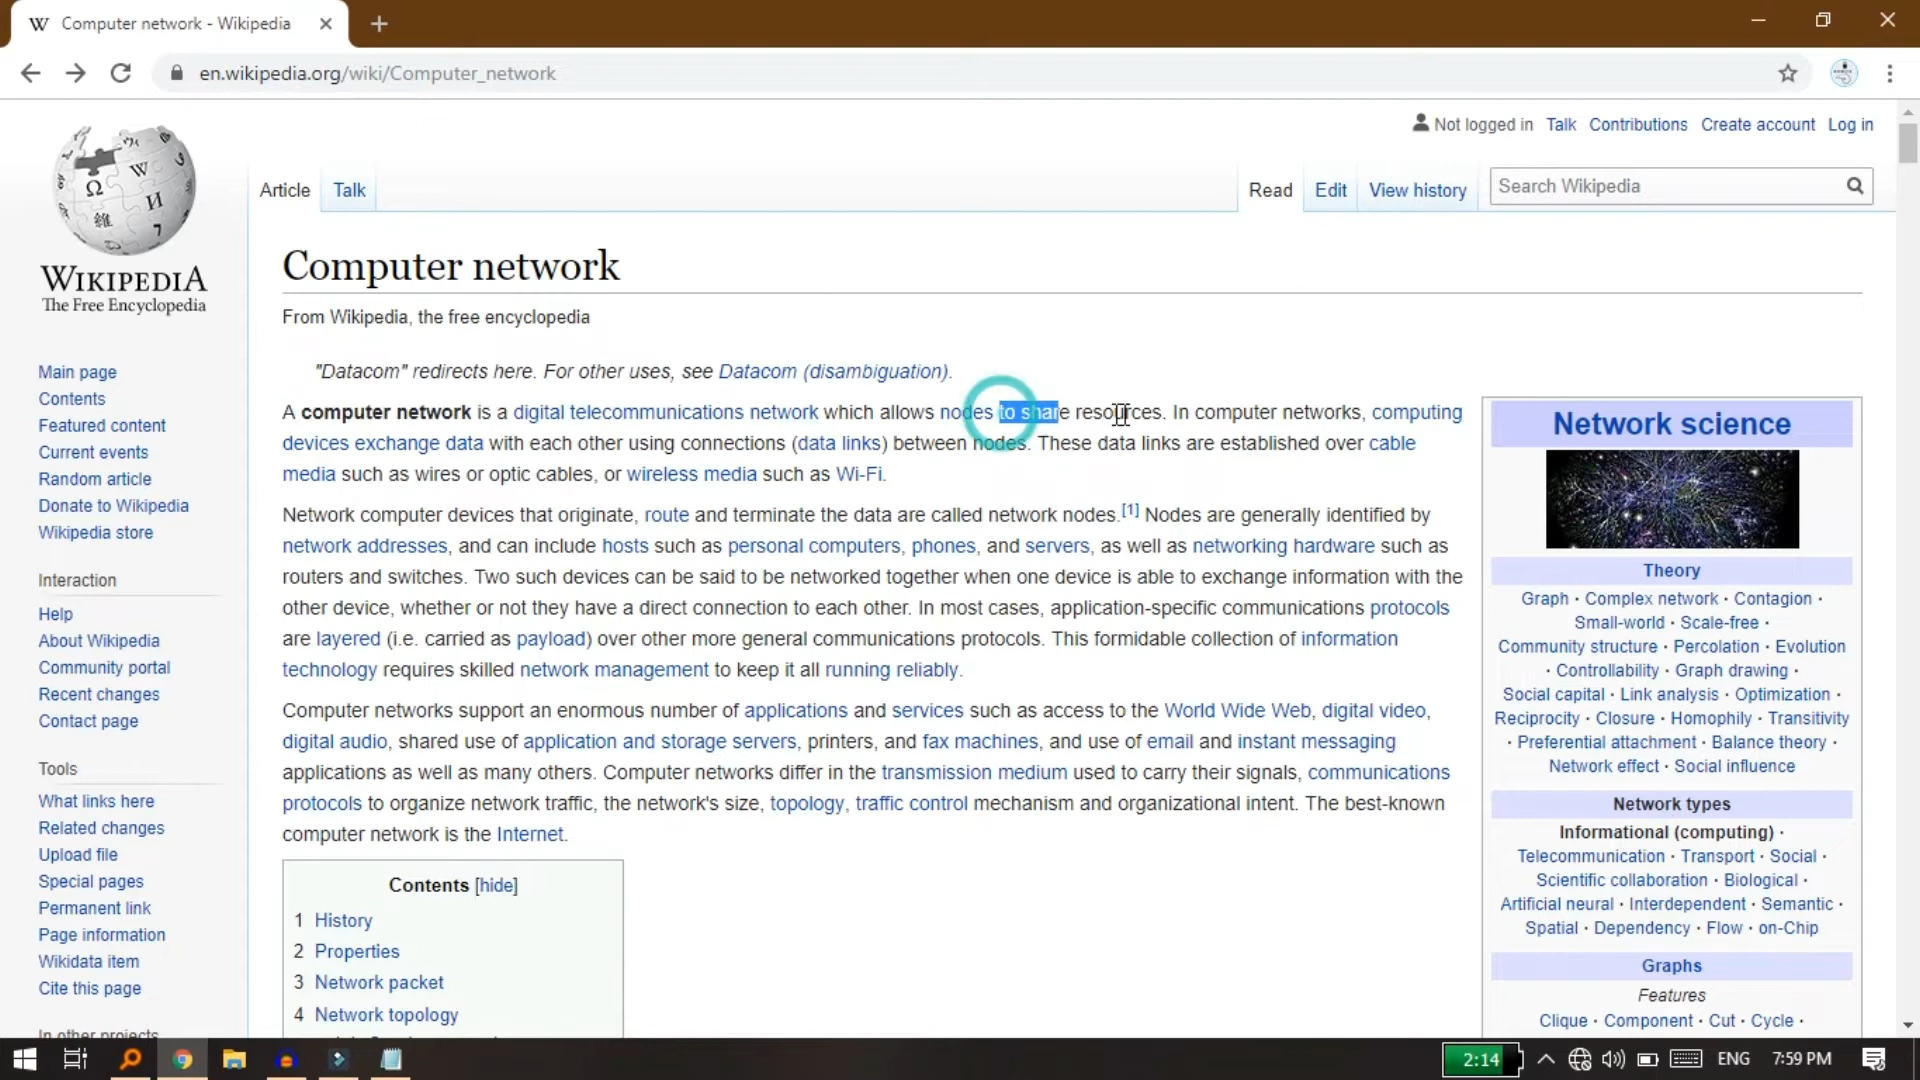 Computer network - Wikipedia
en.wikipedia.org/wiki/Computer_network
Not logged in Talk Contributions Create account Log in
Article Talk Read Edit View history Search Wikipedia
WIKIPEDIA
The Free Encyclopedia
Main page
Contents
Featured content
Current events
Random article
Donate to Wikipedia
Wikipedia store
Interaction
Help
About Wikipedia
Community portal
Recent changes
Contact page
Tools
What links here
Related changes
Upload file
Special pages
Permanent link
Page information
Wikidata item
Cite this page
In other projects
Computer network
From Wikipedia, the free encyclopedia
"Datacom" redirects here. For other uses, see Datacom (disambiguation).
A computer network is a digital telecommunications network which allows nodes to share resources. In computer networks, computing
devices exchange data with each other using connections (data links) between nodes. These data links are established over cable
media such as wires or optic cables, or wireless media such as Wi-Fi.
Network computer devices that originate, route and terminate the data are called network nodes.[1] Nodes are generally identified by
network addresses, and can include hosts such as personal computers, phones, and servers, as well as networking hardware such as
routers and switches. Two such devices can be said to be networked together when one device is able to exchange information with the
other device, whether or not they have a direct connection to each other. In most cases, application-specific communications protocols
are layered (i.e. carried as payload) over other more general communications protocols. This formidable collection of information
technology requires skilled network management to keep it all running reliably.
Computer networks support an enormous number of applications and services such as access to the World Wide Web, digital video,
digital audio, shared use of application and storage servers, printers, and fax machines, and use of email and instant messaging
applications as well as many others. Computer networks differ in the transmission medium used to carry their signals, communications
protocols to organize network traffic, the network's size, topology, traffic control mechanism and organizational intent. The best-known
computer network is the Internet.
Contents [hide]
1 History
2 Properties
3 Network packet
4 Network topology
Network science
Theory
Graph · Complex network · Contagion ·
Small-world · Scale-free ·
Community structure · Percolation · Evolution
· Controllability · Graph drawing ·
Social capital · Link analysis · Optimization ·
Reciprocity · Closure · Homophily · Transitivity
· Preferential attachment · Balance theory ·
Network effect · Social influence
Network types
Informational (computing) ·
Telecommunication · Transport · Social ·
Scientific collaboration · Biological ·
Artificial neural · Interdependent · Semantic ·
Spatial · Dependency · Flow · on-Chip
Graphs
Features
Clique · Component · Cut · Cycle ·
2:14 ENG 7:59 PM